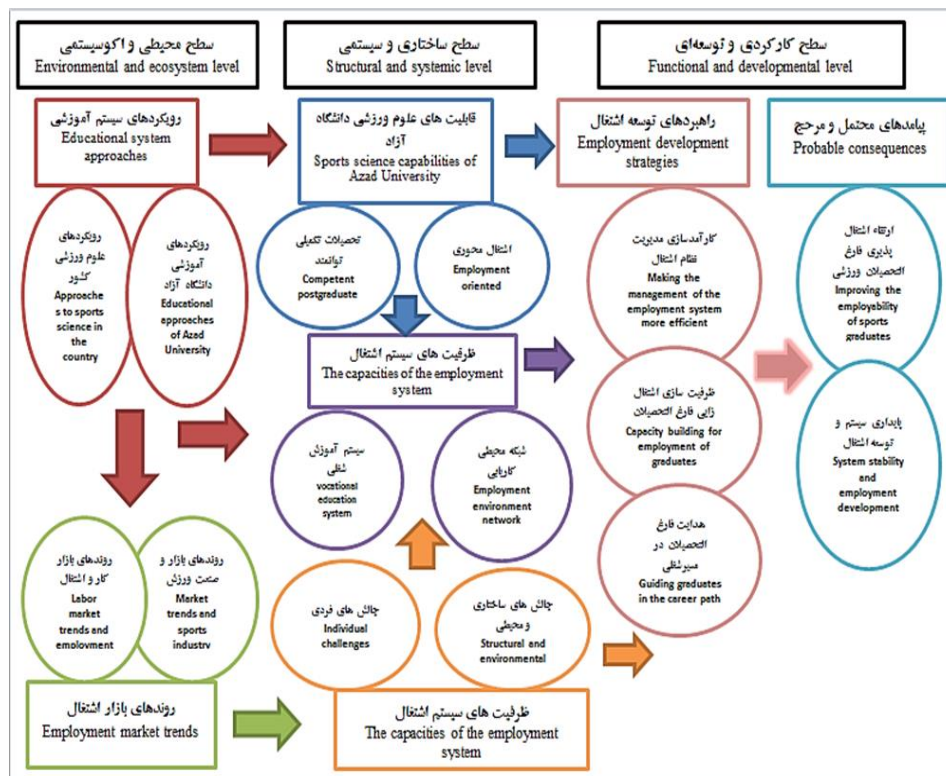 سطح محیطی و اکوسیستمی
Environmental and ecosystem level
سطح ساختاری و سیستمی
Structural and systemic level
سطح کارکردی و توسعه‌ای
Functional and developmental level
رویکردهای سیستم آموزشی
Educational system
approaches
قابلیت های علوم ورزشی دانشگاه
آزاد
Sports science capabilities of
Azad University
راهبردهای توسعه اشتغال
Employment development
strategies
پیامدهای محتمل و مرجح
Probable consequences
رویکردهای
علوم ورزشی
کشور
Approache
s to sports
science in
the
country
رویکردهای
آموزشی
دانشگاه آزاد
Educational
approaches
of Azad
University
تحصیلات تکمیلی
توانمند
Competent
postgraduate
اشتغال محوری
Employment
oriented
کارآمدسازی مدیریت
نظام اشتغال
Making the
management of the
employment system
more efficient
ارتقاء اشتغال
پذیری فارغ
التحصیلان ورزشی
Improving the
employability
of sports
graduates
ظرفیت های سیستم اشتغال
The capacities of the employment
system
ظرفیت سازی اشتغال
زایی فارغ التحصیلان
Capacity building for
employment of
graduates
پایداری سیستم و
توسعه اشتغال
System stability
and
employment
development
سیستم آموزش
شغلی
vocational
education
system
شبکه محیطی
کاریابی
Employment
environment
network
هدایت فارغ
التحصیلان در
مسیرشغلی
Guiding graduates
in the career path
روندهای بازار
کار و اشتغال
Labor
market
trends and
employment
روندهای بازار و
صنعت ورزش
Market
trends and
sports
industry
چالش های فردی
Individual
challenges
چالش های ساختاری
و محیطی
Structural and
environmental
روندهای بازار اشتغال
Employment market trends
ظرفیت های سیستم اشتغال
The capacities of the employment
system